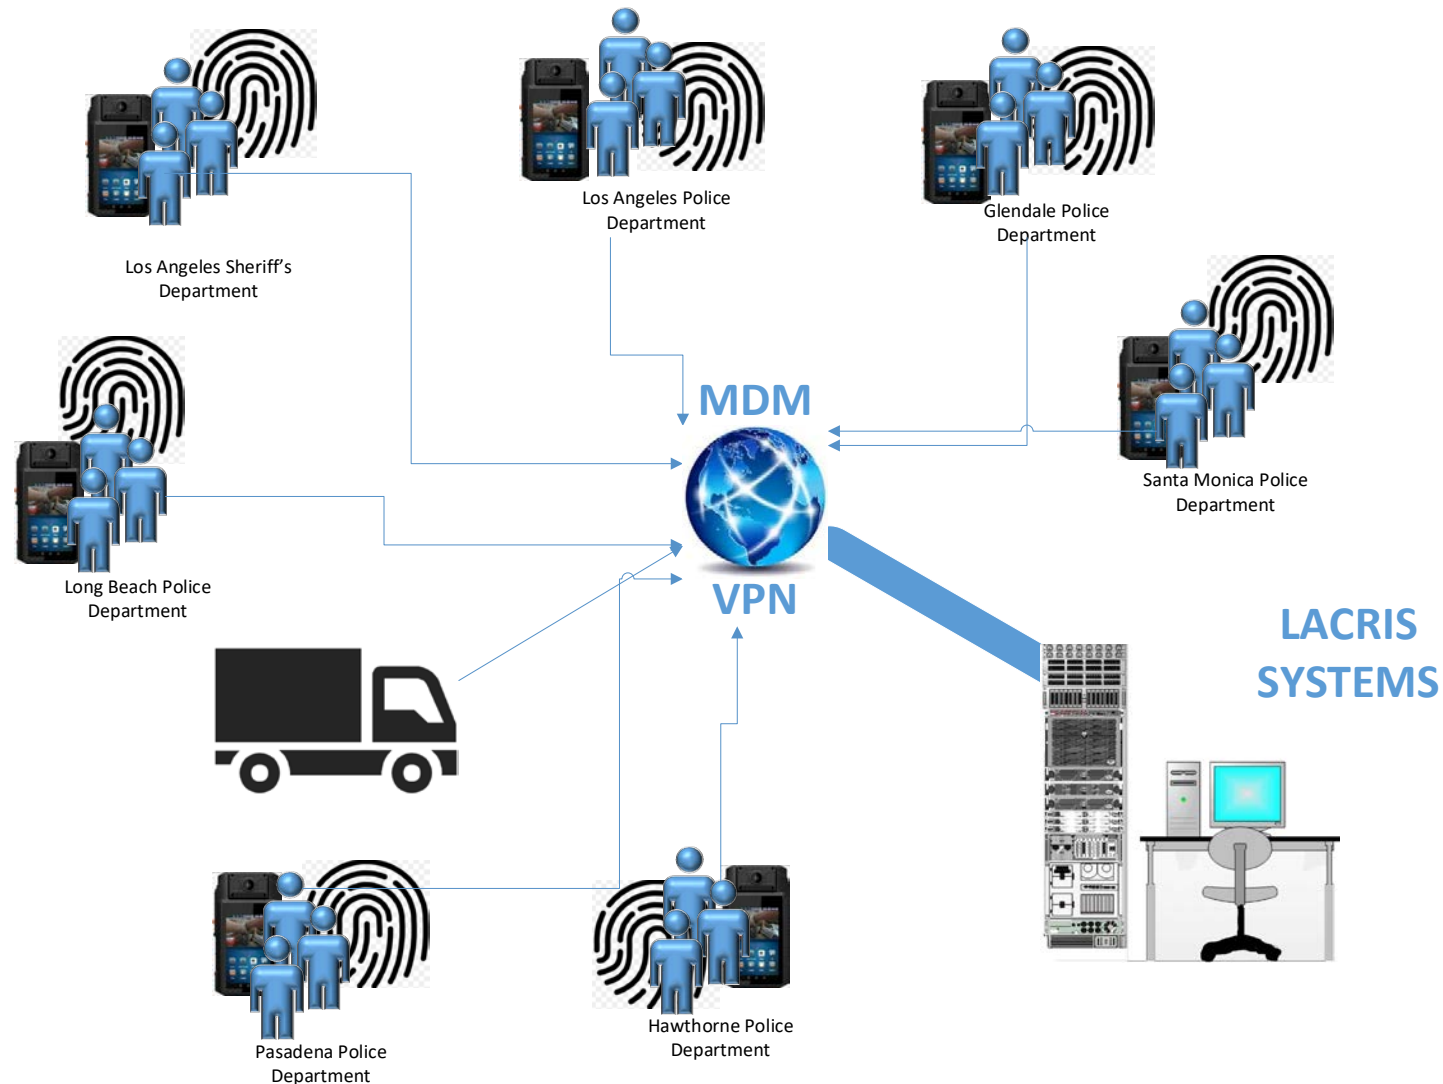 Los Angeles Police
Department
Glendale Police
Department
Los Angeles Sheriff's
Department
MDM
Santa Monica Police
Department
Long Beach Police
Department
VPN
LACRIS
SYSTEMS
Hawthorne Police
Department
Pasadena Police
Department